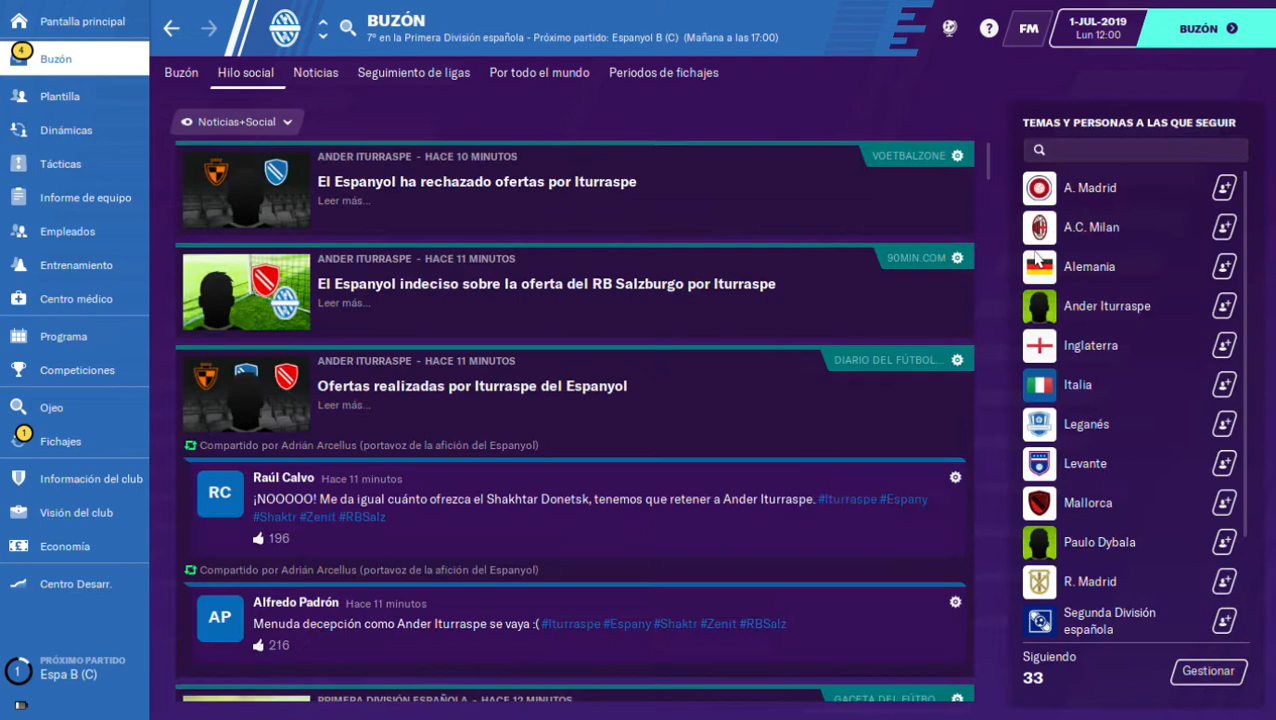 Pantalla principal
4
Buzón
Plantilla
Dinámicas
Tácticas
Informe de equipo
Empleados
Entrenamiento
Centro médico
Programa
Competiciones
Ojeo
1
Fichajes
Información del club
Visión del club
Economía
Centro Desarr.
1
PRÓXIMO PARTIDO
Espa B (C)
BUZÓN
7º en la Primera División española - Próximo partido: Espanyol B (C) (Mañana a las 17:00)
?
FM
1-JUL-2019
Lun 12:00
BUZÓN
Buzón Hilo social Noticias Seguimiento de ligas Por todo el mundo Periodos de fichajes
Noticias+Social
ANDER ITURRASPE - HACE 10 MINUTOS
VOETBALZONE
El Espanyol ha rechazado ofertas por Iturraspe
Leer más...
ANDER ITURRASPE - HACE 11 MINUTOS
90MIN.COM
El Espanyol indeciso sobre la oferta del RB Salzburgo por Iturraspe
Leer más...
ANDER ITURRASPE - HACE 11 MINUTOS
DIARIO DEL FÚTBOL...
Ofertas realizadas por Iturraspe del Espanyol
Leer más...
Compartido por Adrián Arcellus (portavoz de la afición del Espanyol)
RC
Raúl Calvo Hace 11 minutos
¡NOOOOO! Me da igual cuánto ofrezca el Shakhtar Donetsk, tenemos que retener a Ander Iturraspe. #Iturraspe #Espany
#Shaktr #Zenit #RBSalz
196
Compartido por Adrián Arcellus (portavoz de la afición del Espanyol)
AP
Alfredo Padrón Hace 11 minutos
Menuda decepción como Ander Iturraspe se vaya :( #Iturraspe #Espany #Shaktr #Zenit #RBSalz
216
PRIMERA DIVISIÓN ESPAÑOLA - HACE 12 MINUTOS
GACETA DEL FÚTBO...
TEMAS Y PERSONAS A LAS QUE SEGUIR
A. Madrid
A.C. Milan
Alemania
Ander Iturraspe
Inglaterra
Italia
Leganés
Levante
Mallorca
Paulo Dybala
R. Madrid
Segunda División
española
Siguiendo
33
Gestionar